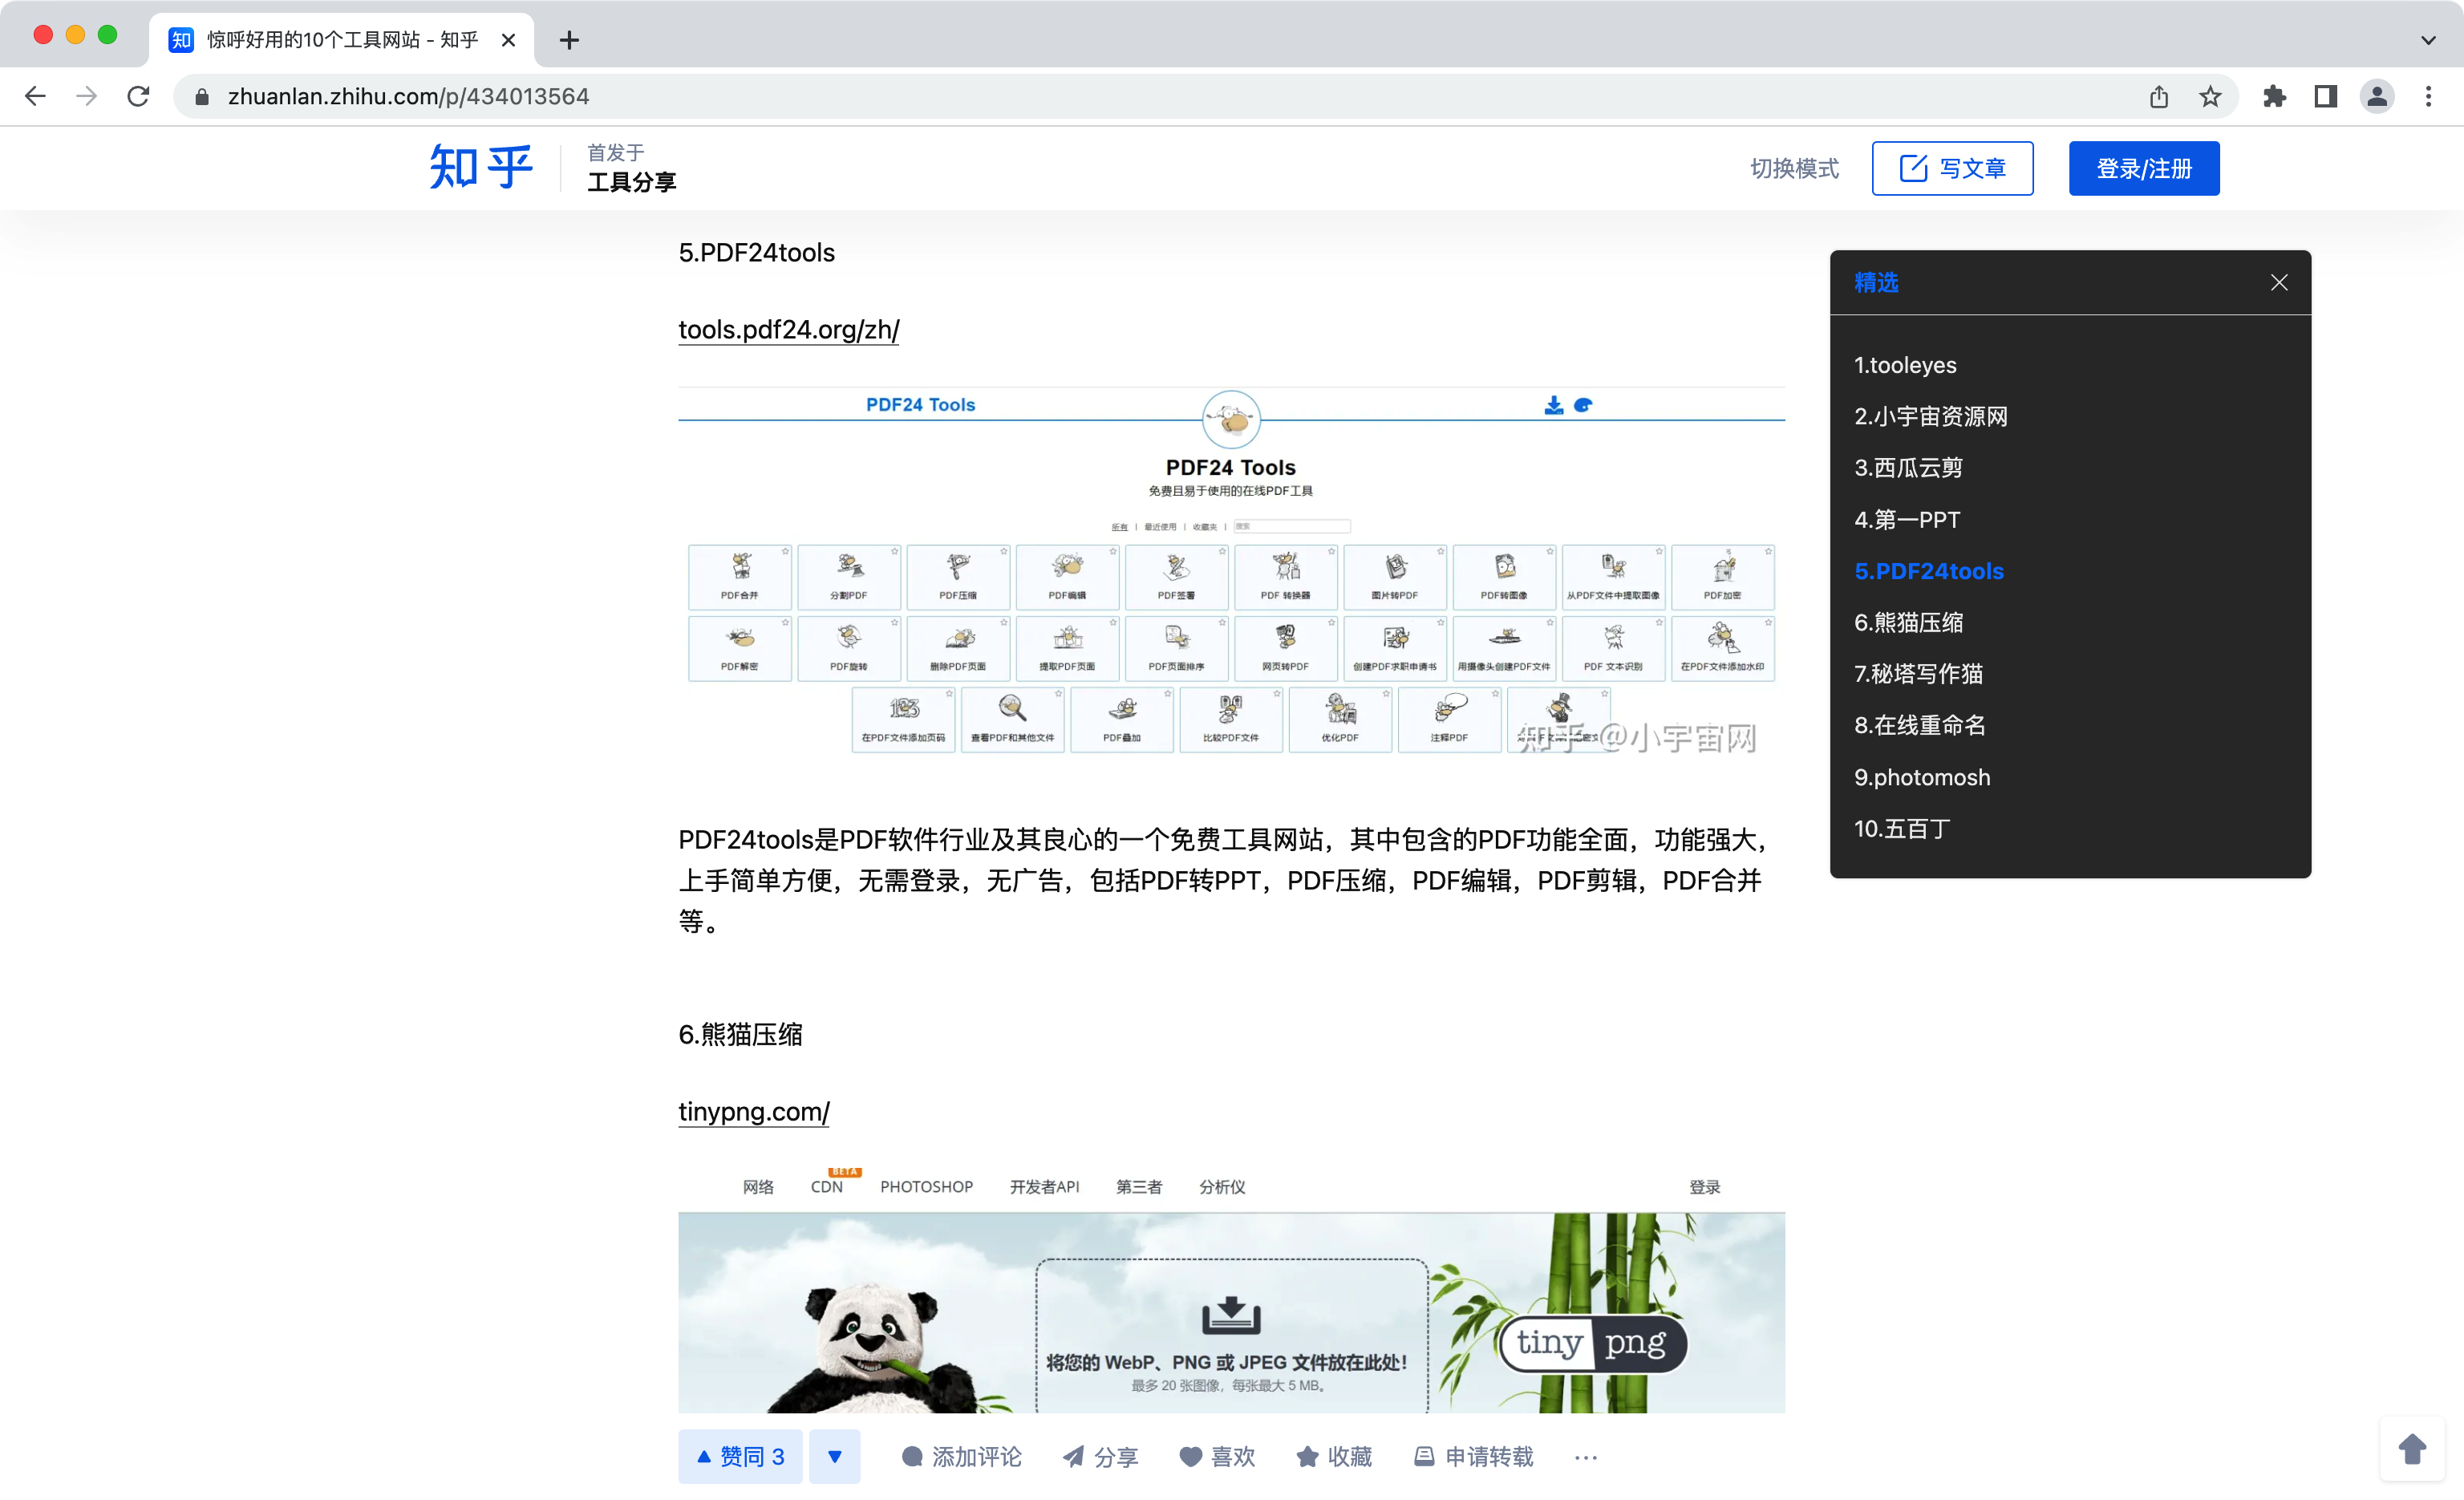 知 惊呼好用的10个工具网站 - 知乎
zhuanlan.zhihu.com/p/434013564
知乎
首发于
工具分享
切换模式
写文章
登录/注册
5.PDF24tools
tools.pdf24.org/zh/
PDF24 Tools
PDF24 Tools
免费且易于使用的在线PDF工具
所有 | 最近使用 | 收藏夹 | 搜索
PDF合并 分割PDF PDF压缩 PDF编辑 PDF签署 PDF 转换器 图片转PDF PDF转图像 从PDF文件中提取图像 PDF加密
PDF解密 PDF旋转 删除PDF页面 提取PDF页面 PDF页面排序 网页转PDF 创建PDF求职申请书 用摄像头创建PDF文件 PDF 文本识别 在PDF文件添加水印
在PDF文件添加页码 查看PDF和其他文件 PDF叠加 比较PDF文件 优化PDF 注释PDF
知乎 @小宇宙网
PDF24tools是PDF软件行业及其良心的一个免费工具网站，其中包含的PDF功能全面，功能强大，
上手简单方便，无需登录，无广告，包括PDF转PPT，PDF压缩，PDF编辑，PDF剪辑，PDF合并
等。
6.熊猫压缩
tinypng.com/
BETA
网络 CDN PHOTOSHOP 开发者API 第三者 分析仪 登录
将您的 WebP、PNG 或 JPEG 文件放在此处！
最多 20 张图像，每张最大 5 MB。
tiny png
赞同 3 添加评论 分享 喜欢 收藏 申请转载 ···
精选
1.tooleyes
2.小宇宙资源网
3.西瓜云剪
4.第一PPT
5.PDF24tools
6.熊猫压缩
7.秘塔写作猫
8.在线重命名
9.photomosh
10.五百丁